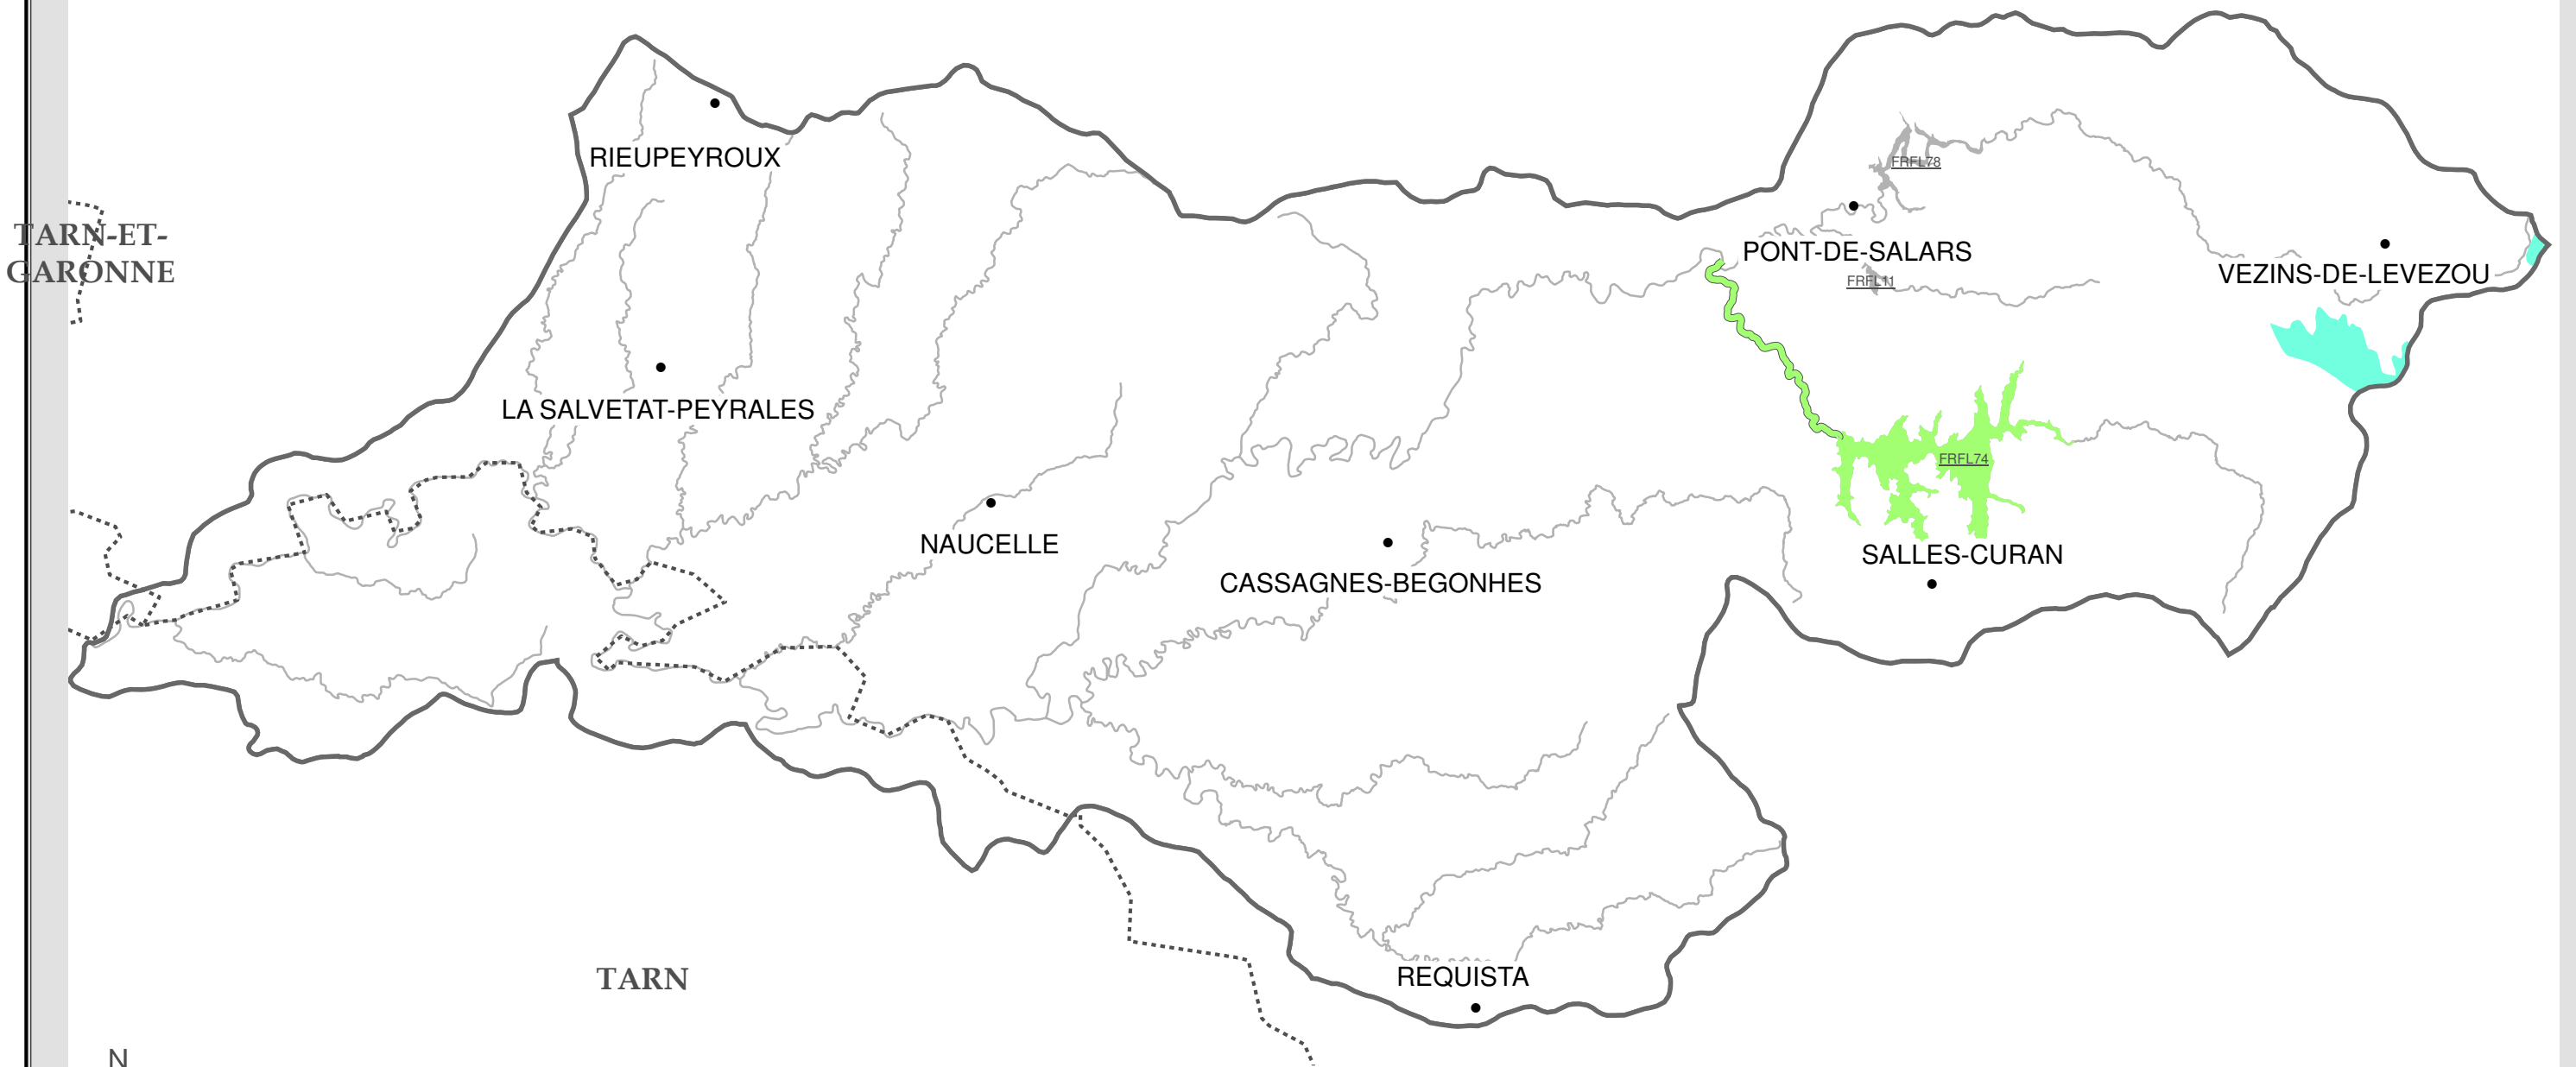 RIEUPEYROUX
FRFL78
TARN-ET-
GARONNE
PONT-DE-SALARS
FRFL11
VEZINS-DE-LEVEZOU
LA SALVETAT-PEYRALES
FRFL74
NAUCELLE
SALLES-CURAN
CASSAGNES-BEGONHES
TARN
REQUISTA
N